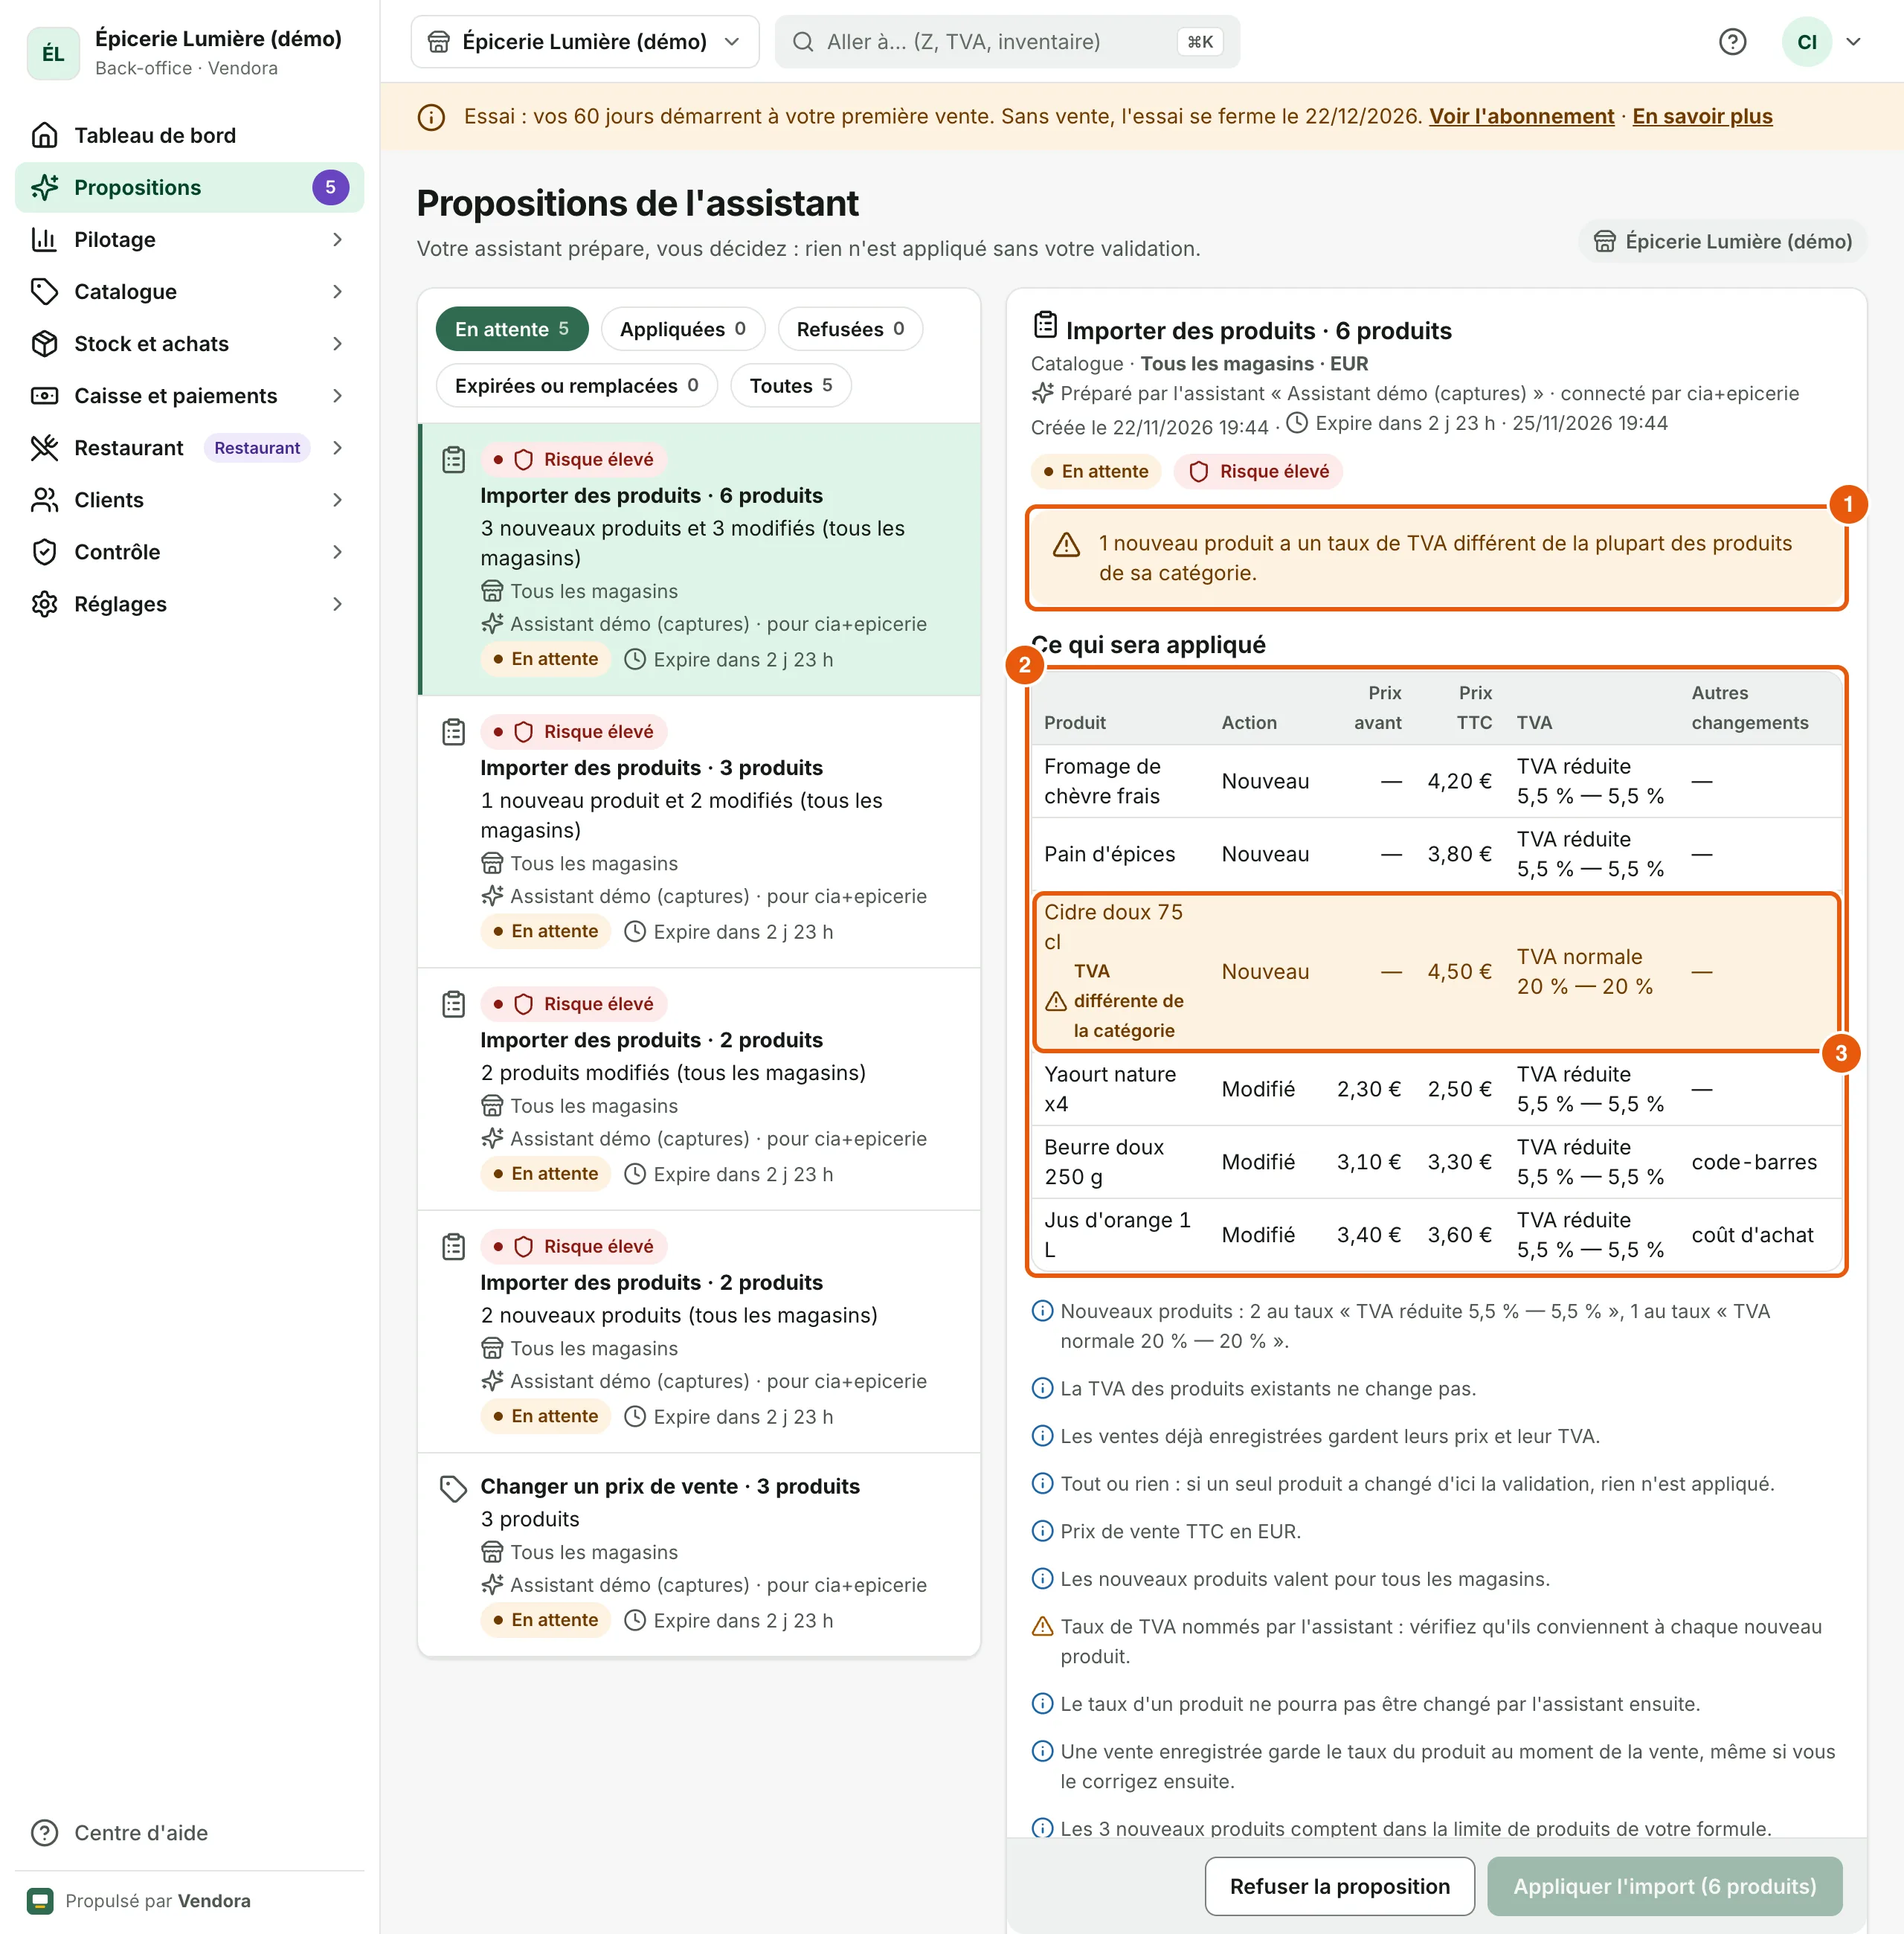 ÉL
Épicerie Lumière (démo)
Back-office · Vendora
Tableau de bord
Propositions 5
Pilotage
Catalogue
Stock et achats
Caisse et paiements
Restaurant Restaurant
Clients
Contrôle
Réglages
Centre d'aide
Propulsé par Vendora
Épicerie Lumière (démo)
Aller à... (Z, TVA, inventaire) ⌘K
CI
Essai : vos 60 jours démarrent à votre première vente. Sans vente, l'essai se ferme le 22/12/2026. Voir l'abonnement · En savoir plus
Propositions de l'assistant
Votre assistant prépare, vous décidez : rien n'est appliqué sans votre validation.
Épicerie Lumière (démo)
En attente 5
Appliquées 0
Refusées 0
Expirées ou remplacées 0
Toutes 5
Risque élevé
Importer des produits · 6 produits
3 nouveaux produits et 3 modifiés (tous les
magasins)
Tous les magasins
Assistant démo (captures) · pour cia+epicerie
En attente Expire dans 2 j 23 h
Risque élevé
Importer des produits · 3 produits
1 nouveau produit et 2 modifiés (tous les
magasins)
Tous les magasins
Assistant démo (captures) · pour cia+epicerie
En attente Expire dans 2 j 23 h
Risque élevé
Importer des produits · 2 produits
2 produits modifiés (tous les magasins)
Tous les magasins
Assistant démo (captures) · pour cia+epicerie
En attente Expire dans 2 j 23 h
Risque élevé
Importer des produits · 2 produits
2 nouveaux produits (tous les magasins)
Tous les magasins
Assistant démo (captures) · pour cia+epicerie
En attente Expire dans 2 j 23 h
Changer un prix de vente · 3 produits
3 produits
Tous les magasins
Assistant démo (captures) · pour cia+epicerie
En attente Expire dans 2 j 23 h
Importer des produits · 6 produits
Catalogue · Tous les magasins · EUR
Préparé par l'assistant « Assistant démo (captures) » · connecté par cia+epicerie
Créée le 22/11/2026 19:44 · Expire dans 2 j 23 h · 25/11/2026 19:44
En attente Risque élevé
1
1 nouveau produit a un taux de TVA différent de la plupart des produits
de sa catégorie.
Ce qui sera appliqué
2
Produit Action Prix avant Prix TTC TVA Autres changements
Fromage de chèvre frais Nouveau — 4,20 € TVA réduite 5,5 % — 5,5 % —
Pain d'épices Nouveau — 3,80 € TVA réduite 5,5 % — 5,5 % —
Cidre doux 75 cl TVA différente de la catégorie Nouveau — 4,50 € TVA normale 20 % — 20 % —
3
Yaourt nature x4 Modifié 2,30 € 2,50 € TVA réduite 5,5 % — 5,5 % —
Beurre doux 250 g Modifié 3,10 € 3,30 € TVA réduite 5,5 % — 5,5 % code-barres
Jus d'orange 1 L Modifié 3,40 € 3,60 € TVA réduite 5,5 % — 5,5 % coût d'achat
Nouveaux produits : 2 au taux « TVA réduite 5,5 % — 5,5 % », 1 au taux « TVA
normale 20 % — 20 % ».
La TVA des produits existants ne change pas.
Les ventes déjà enregistrées gardent leurs prix et leur TVA.
Tout ou rien : si un seul produit a changé d'ici la validation, rien n'est appliqué.
Prix de vente TTC en EUR.
Les nouveaux produits valent pour tous les magasins.
Taux de TVA nommés par l'assistant : vérifiez qu'ils conviennent à chaque nouveau
produit.
Le taux d'un produit ne pourra pas être changé par l'assistant ensuite.
Une vente enregistrée garde le taux du produit au moment de la vente, même si vous
le corrigez ensuite.
Les 3 nouveaux produits comptent dans la limite de produits de votre formule.
Refuser la proposition
Appliquer l'import (6 produits)